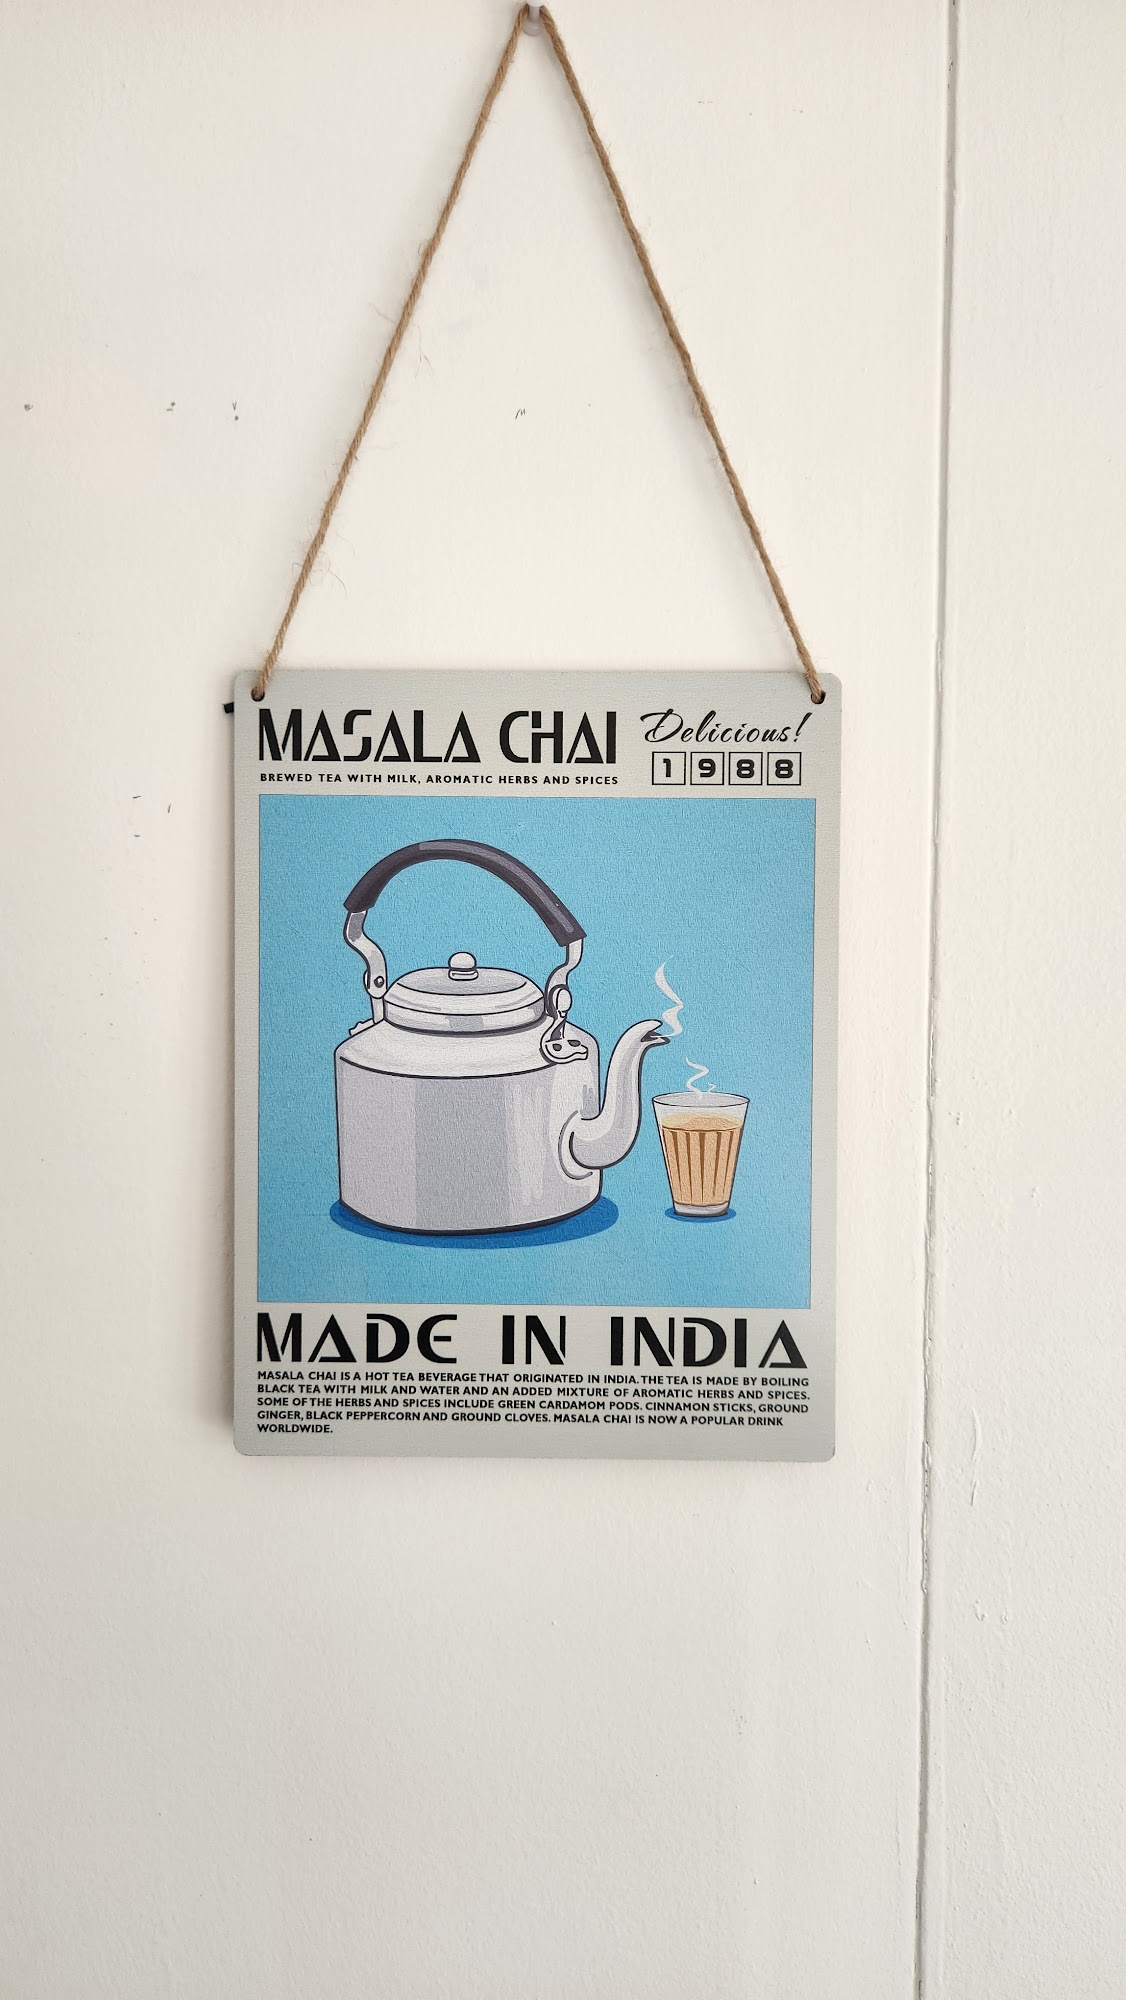 MASALA CHAI
Delicious!
BREWED TEA WITH MILK, AROMATIC HERBS AND SPICES
1988
MADE IN INDIA
MASALA CHAI IS A HOT TEA BEVERAGE THAT ORIGINATED IN INDIA. THE TEA IS MADE BY BOILING
BLACK TEA WITH MILK AND WATER AND AN ADDED MIXTURE OF AROMATIC HERBS AND SPICES.
SOME OF THE HERBS AND SPICES INCLUDE GREEN CARDAMOM PODS. CINNAMON STICKS, GROUND
GINGER, BLACK PEPPERCORN AND GROUND CLOVES. MASALA CHAI IS NOW A POPULAR DRINK
WORLDWIDE.